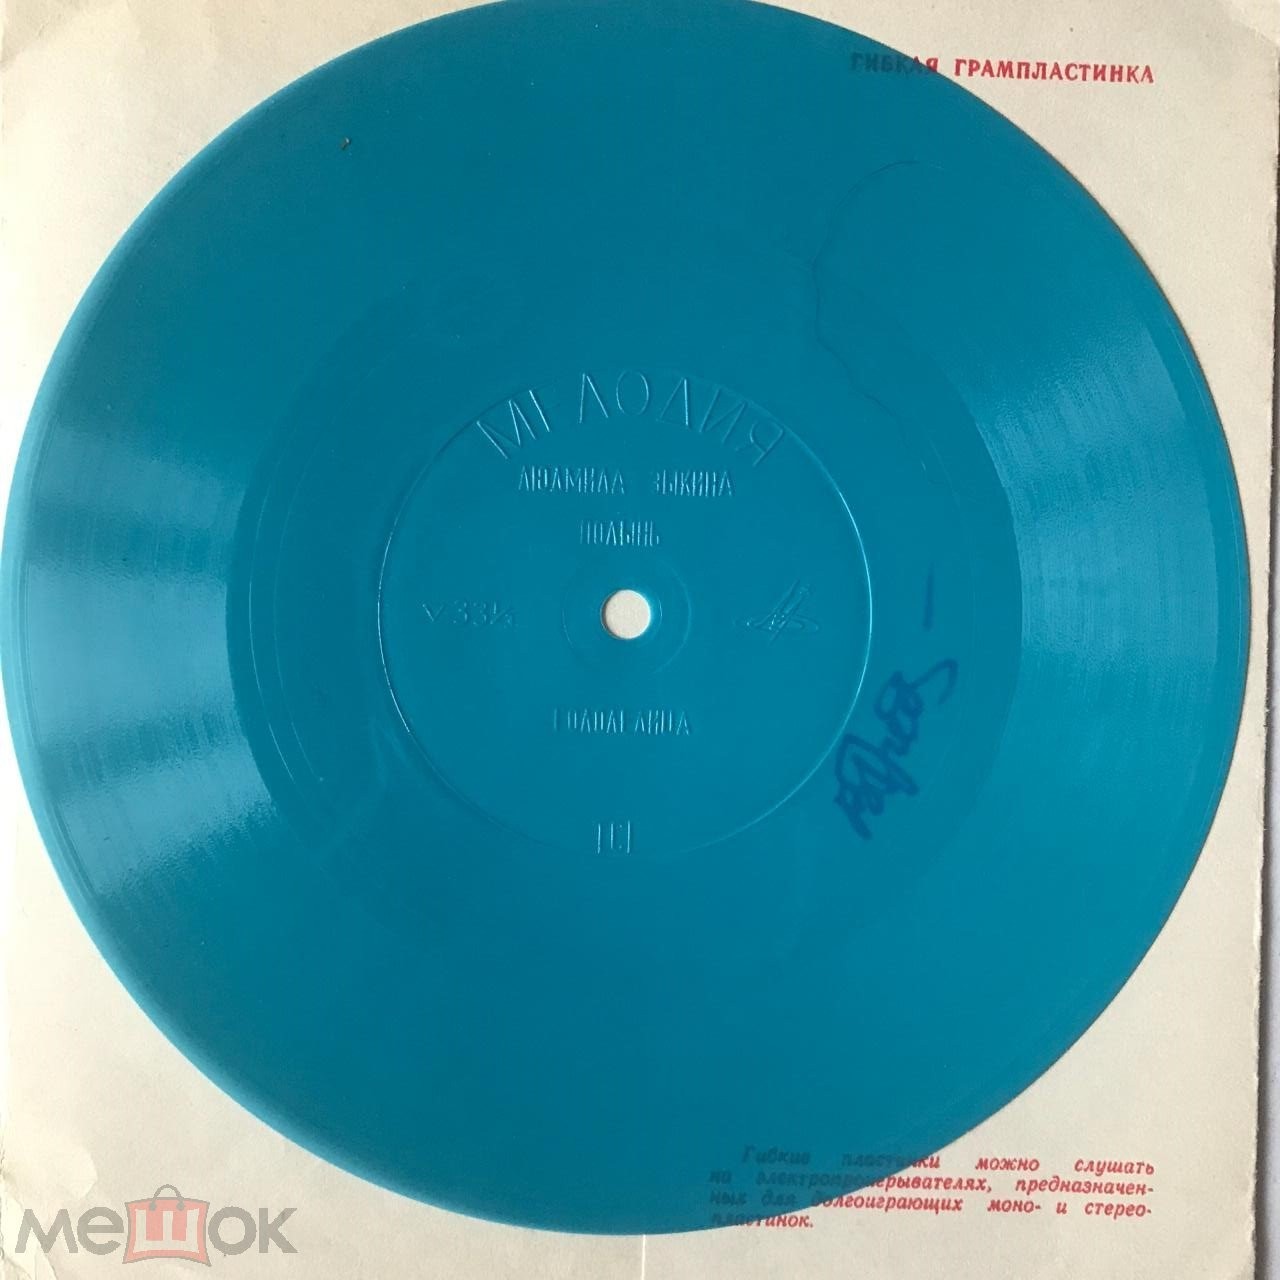 ГИБКАЯ ГРАМПЛАСТИНКА
МЕЛОДИЯ
ЛЮДМИЛА ЗЫКИНА
ПОЛЫНЬ
33⅓
Гибкие пластинки можно слушать
на электропроигрывателях, предназначен-
ных для долгоиграющих моно- и стерео-
пластинок.
мешок